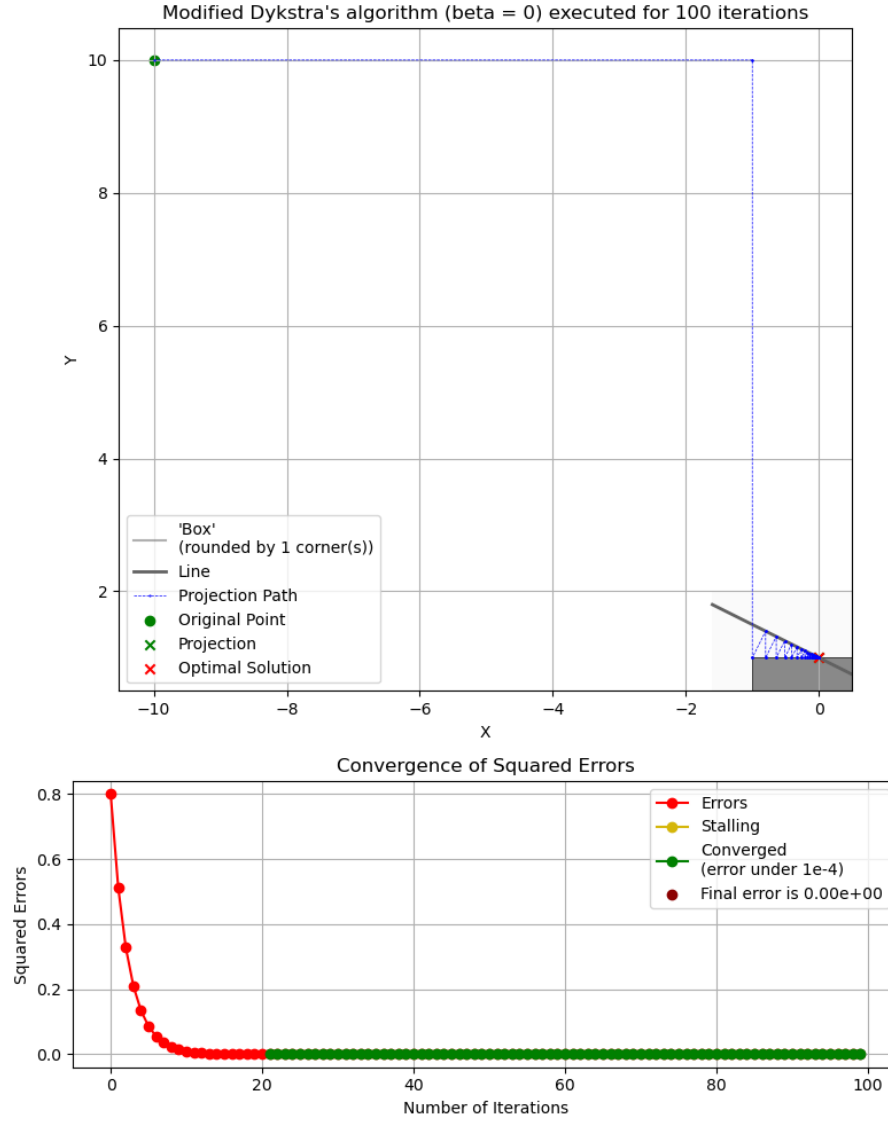 Modified Dykstra's algorithm (beta = 0) executed for 100 iterations
10
8
6
4
2
Y
'Box'
(rounded by 1 corner(s))
Line
Projection Path
Original Point
Projection
Optimal Solution
−10
−8
−6
−4
−2
0
X
Convergence of Squared Errors
0.8
0.6
0.4
0.2
0.0
Squared Errors
Errors
Stalling
Converged
(error under 1e-4)
Final error is 0.00e+00
0
20
40
60
80
100
Number of Iterations